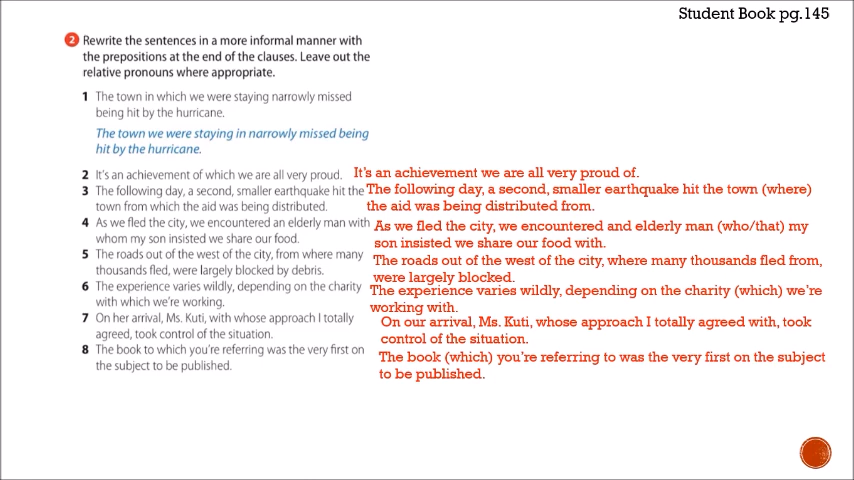 Student Book pg.145
2 Rewrite the sentences in a more informal manner with
the prepositions at the end of the clauses. Leave out the
relative pronouns where appropriate.
1 The town in which we were staying narrowly missed
being hit by the hurricane.
The town we were staying in narrowly missed being
hit by the hurricane.
2 It's an achievement of which we are all very proud.
It's an achievement we are all very proud of.
3 The following day, a second, smaller earthquake hit the
town from which the aid was being distributed.
The following day, a second, smaller earthquake hit the town (where)
the aid was being distributed from.
4 As we fled the city, we encountered an elderly man with
whom my son insisted we share our food.
As we fled the city, we encountered and elderly man (who/that) my
son insisted we share our food with.
5 The roads out of the west of the city, from where many
thousands fled, were largely blocked by debris.
The roads out of the west of the city, where many thousands fled from,
were largely blocked.
6 The experience varies wildly, depending on the charity
with which we're working.
The experience varies wildly, depending on the charity (which) we're
working with.
7 On her arrival, Ms. Kuti, with whose approach I totally
agreed, took control of the situation.
On our arrival, Ms. Kuti, whose approach I totally agreed with, took
control of the situation.
8 The book to which you're referring was the very first on
the subject to be published.
The book (which) you're referring to was the very first on the subject
to be published.